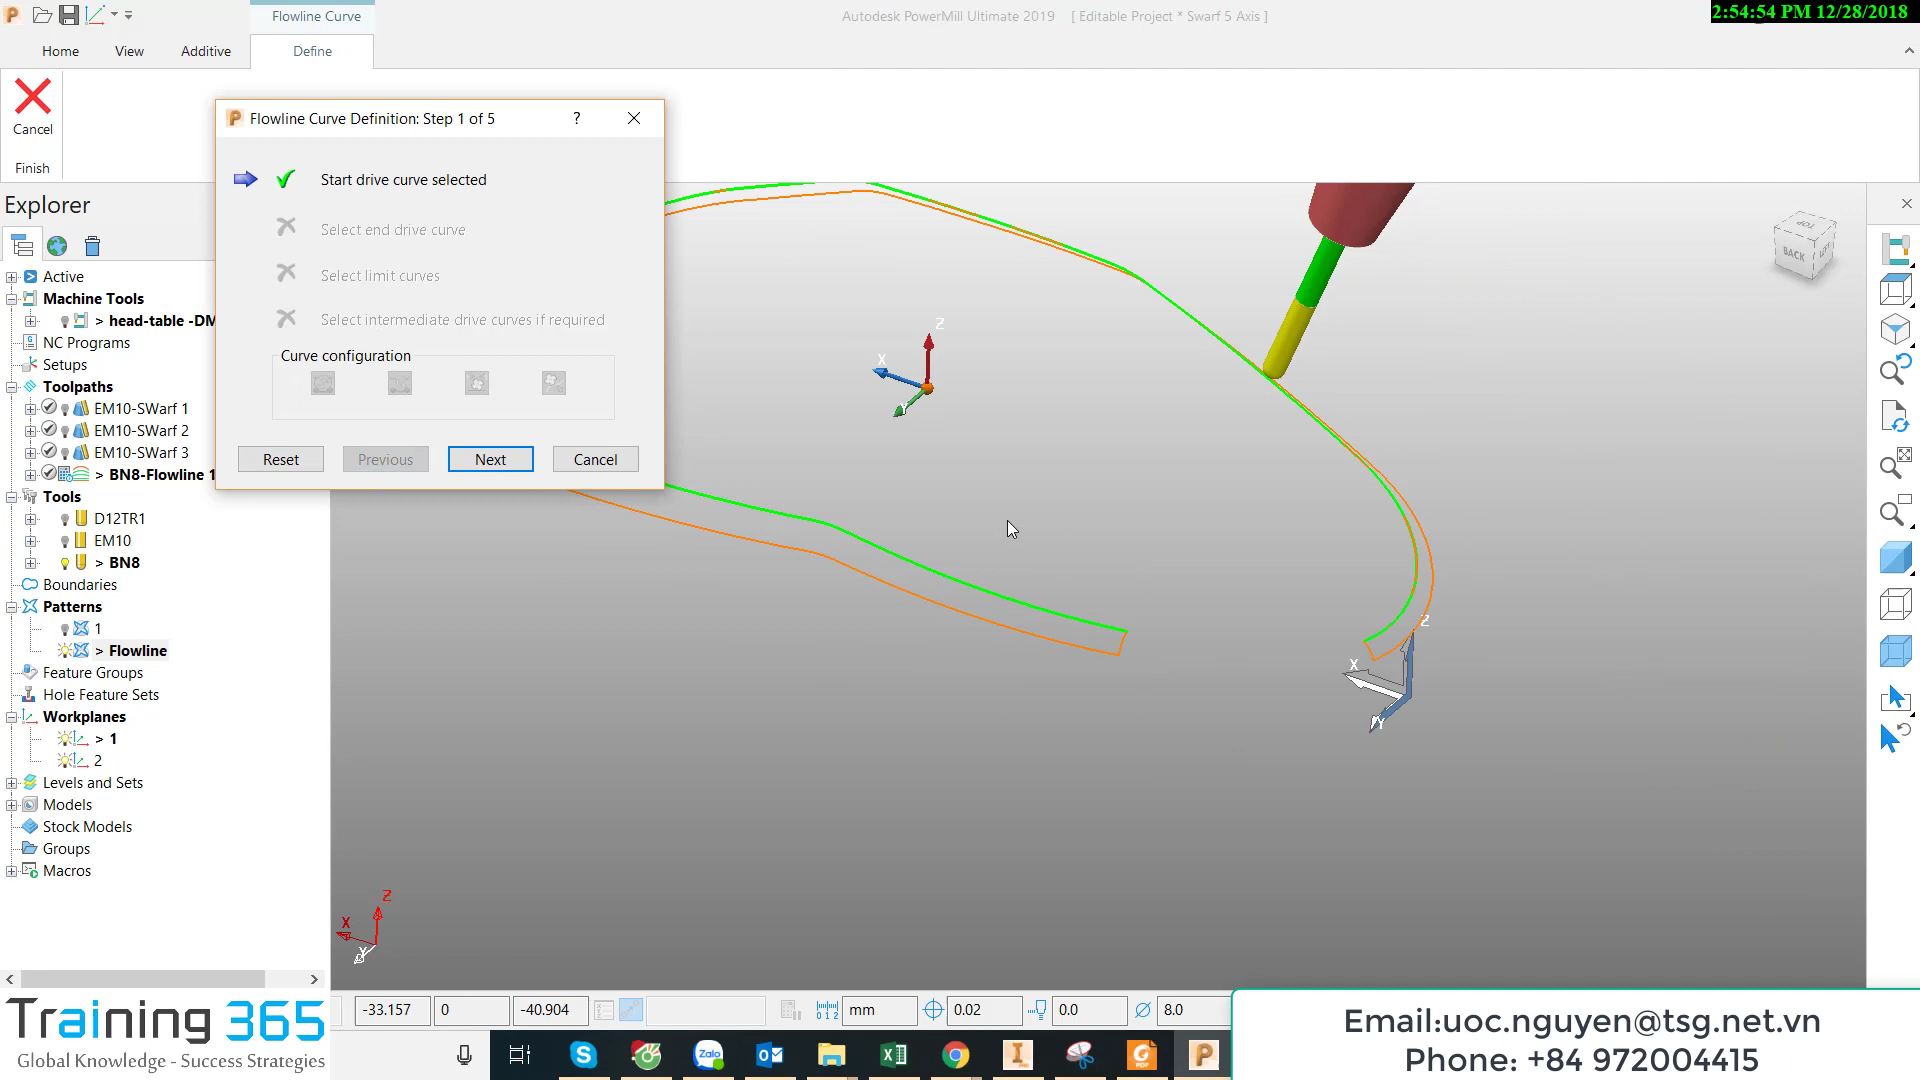 Flowline Curve
Autodesk PowerMill Ultimate 2019 [ Editable Project * Swarf 5 Axis ]
2:54:54 PM 12/28/2018
Home
View
Additive
Define
Cancel
Finish
Flowline Curve Definition: Step 1 of 5
?
Start drive curve selected
Select end drive curve
Select limit curves
Select intermediate drive curves if required
Curve configuration
Reset
Previous
Next
Cancel
Explorer
Active
Machine Tools
> head-table -DM
NC Programs
Setups
Toolpaths
EM10-SWarf 1
EM10-SWarf 2
EM10-SWarf 3
> BN8-Flowline 1
Tools
D12TR1
EM10
> BN8
Boundaries
Patterns
1
> Flowline
Feature Groups
Hole Feature Sets
Workplanes
> 1
2
Levels and Sets
Models
Stock Models
Groups
Macros
Z
X
Y
Z
X
Y
Z
X
Y
TOP
BACK
LEFT
-33.157
0
-40.904
mm
0.02
0.0
8.0
Training 365
Global Knowledge - Success Strategies
Zalo
Email:uoc.nguyen@tsg.net.vn
Phone: +84 972004415